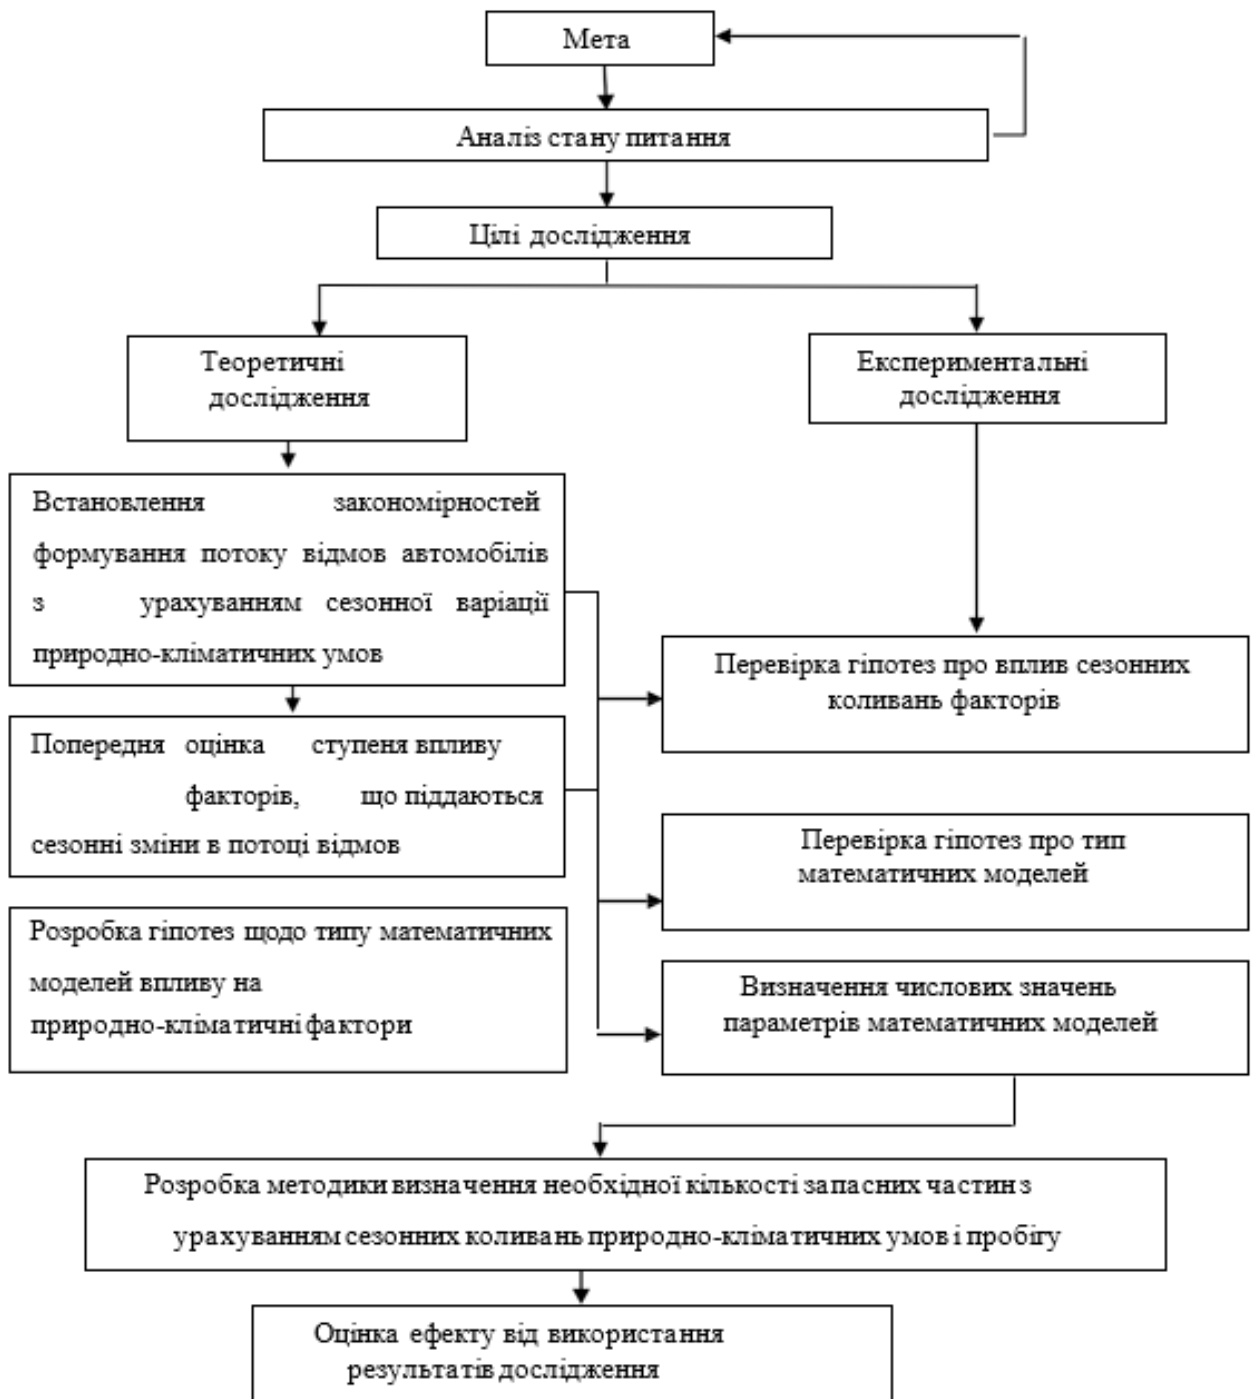 Мета
Аналіз стану питання
Цілі дослідження
Теоретичні
дослідження
Експериментальні
дослідження
Встановлення закономірностей
формування потоку відмов автомобілів
з урахуванням сезонної варіації
природно-кліматичних умов
Попередня оцінка ступеня впливу
факторів, що піддаються
сезонні зміни в потоці відмов
Розробка гіпотез щодо типу математичних
моделей впливу на
природно-кліматичні фактори
Перевірка гіпотез про вплив сезонних
коливань факторів
Перевірка гіпотез про тип
математичних моделей
Визначення числових значень
параметрів математичних моделей
Розробка методики визначення необхідної кількості запасних частин з
урахуванням сезонних коливань природно-кліматичних умов і пробігу
Оцінка ефекту від використання
результатів дослідження